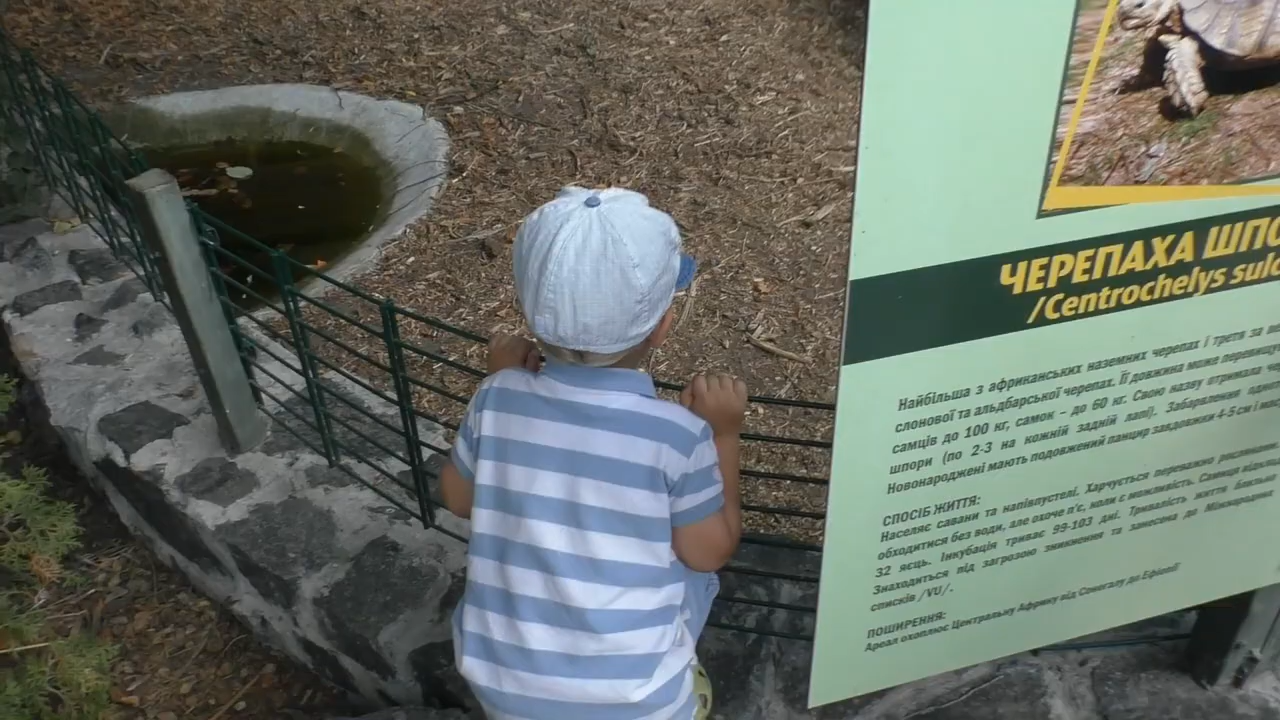 ЧЕРЕПАХА ШПО
/Centrochelys sulc
Найбільша з африканських наземних черепах і третя за
слонової та альдабрської черепах. Її довжина може перевищу
самців до 100 кг, самок – до 60 кг. Свою назву отримала
шпори (по 2-3 на кожній задній лапі). Забарвлення
Новонароджені мають подовжений панцир завдовжки 4-5 см і
СПОСІБ ЖИТТЯ:
Населяє савани та напівпустелі. Харчується переважно
обходитися без води, але охоче п'є, коли є можливість. Самиця
32 яєць. Інкубація триває 99-103 дні. Тривалість життя
Знаходиться під загрозою зникнення та занесена до Міжнародних
списків /VU/.
ПОШИРЕННЯ:
Ареал охоплює Центральну Африку від Сенегалу до Ефіопії